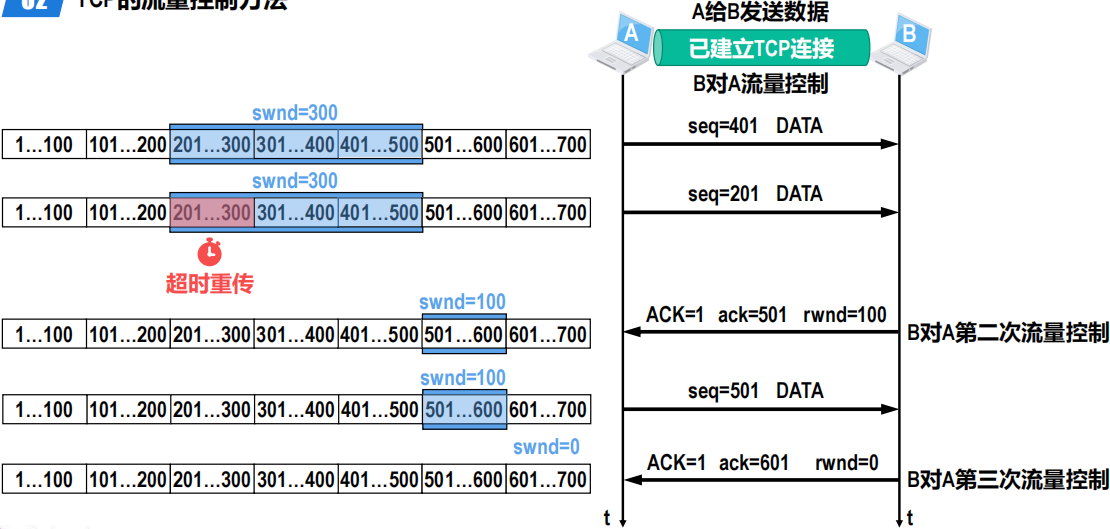 02 TCP的流量控制方法
A给B发送数据
A 已建立TCP连接 B
B对A流量控制
swnd=300
1…100 101…200 201…300 301…400 401…500 501…600 601…700
seq=401 DATA
swnd=300
1…100 101…200 201…300 301…400 401…500 501…600 601…700
seq=201 DATA
超时重传
swnd=100
1…100 101…200 201…300 301…400 401…500 501…600 601…700
ACK=1 ack=501 rwnd=100
B对A第二次流量控制
swnd=100
1…100 101…200 201…300 301…400 401…500 501…600 601…700
seq=501 DATA
swnd=0
1…100 101…200 201…300 301…400 401…500 501…600 601…700
ACK=1 ack=601 rwnd=0
B对A第三次流量控制
t t